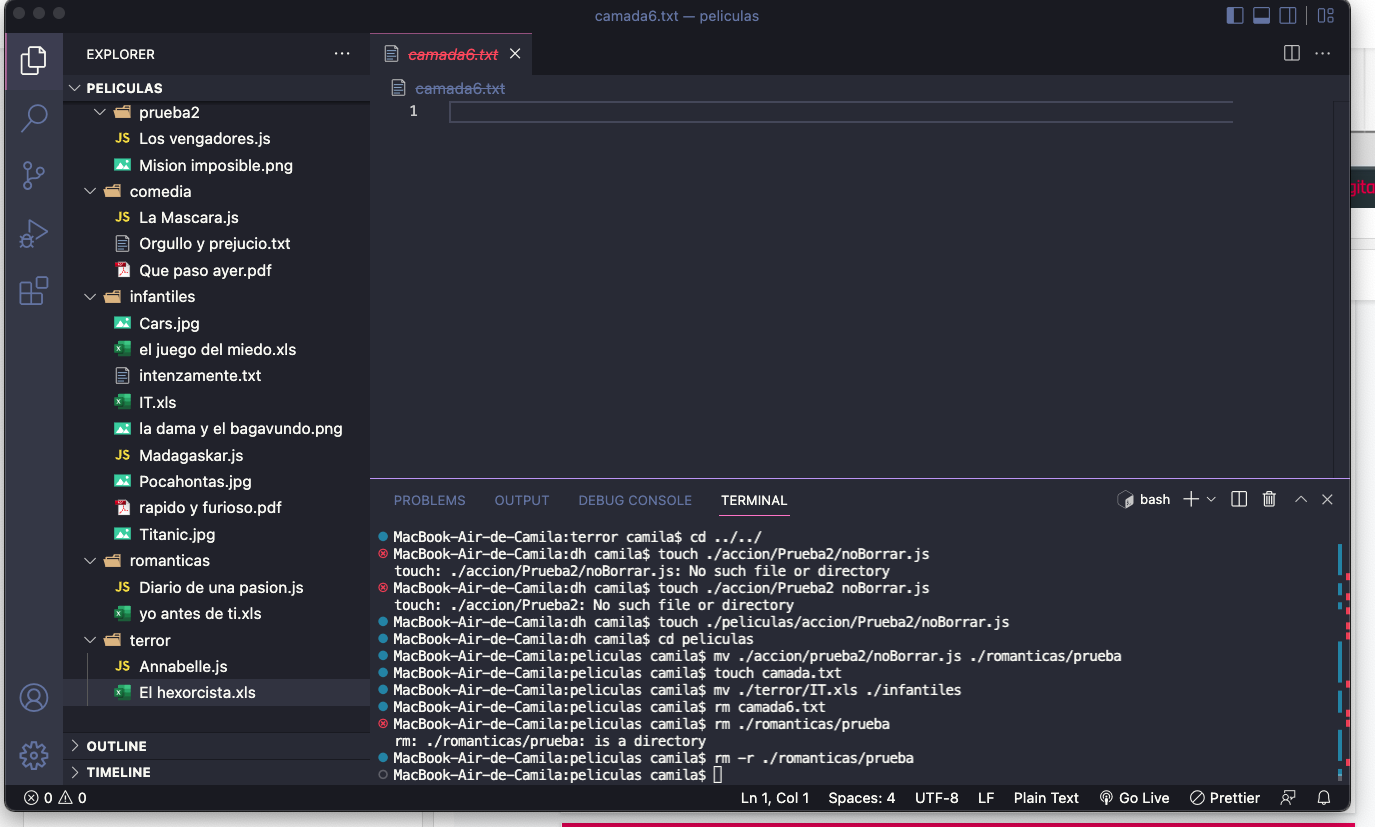 camada6.txt — peliculas
EXPLORER
PELICULAS
prueba2
JS Los vengadores.js
Mision imposible.png
comedia
JS La Mascara.js
Orgullo y prejucio.txt
Que paso ayer.pdf
infantiles
Cars.jpg
el juego del miedo.xls
intenzamente.txt
IT.xls
la dama y el bagavundo.png
JS Madagaskar.js
Pocahontas.jpg
rapido y furioso.pdf
Titanic.jpg
romanticas
JS Diario de una pasion.js
yo antes de ti.xls
terror
JS Annabelle.js
El hexorcista.xls
OUTLINE
TIMELINE
camada6.txt
camada6.txt
1
gito
PROBLEMS OUTPUT DEBUG CONSOLE TERMINAL bash
MacBook-Air-de-Camila:terror camila$ cd ../../
MacBook-Air-de-Camila:dh camila$ touch ./accion/Prueba2/noBorrar.js
touch: ./accion/Prueba2/noBorrar.js: No such file or directory
MacBook-Air-de-Camila:dh camila$ touch ./accion/Prueba2 noBorrar.js
touch: ./accion/Prueba2: No such file or directory
MacBook-Air-de-Camila:dh camila$ touch ./peliculas/accion/Prueba2/noBorrar.js
MacBook-Air-de-Camila:dh camila$ cd peliculas
MacBook-Air-de-Camila:peliculas camila$ mv ./accion/prueba2/noBorrar.js ./romanticas/prueba
MacBook-Air-de-Camila:peliculas camila$ touch camada.txt
MacBook-Air-de-Camila:peliculas camila$ mv ./terror/IT.xls ./infantiles
MacBook-Air-de-Camila:peliculas camila$ rm camada6.txt
MacBook-Air-de-Camila:peliculas camila$ rm ./romanticas/prueba
rm: ./romanticas/prueba: is a directory
MacBook-Air-de-Camila:peliculas camila$ rm -r ./romanticas/prueba
MacBook-Air-de-Camila:peliculas camila$
0 0 Ln 1, Col 1 Spaces: 4 UTF-8 LF Plain Text Go Live Prettier